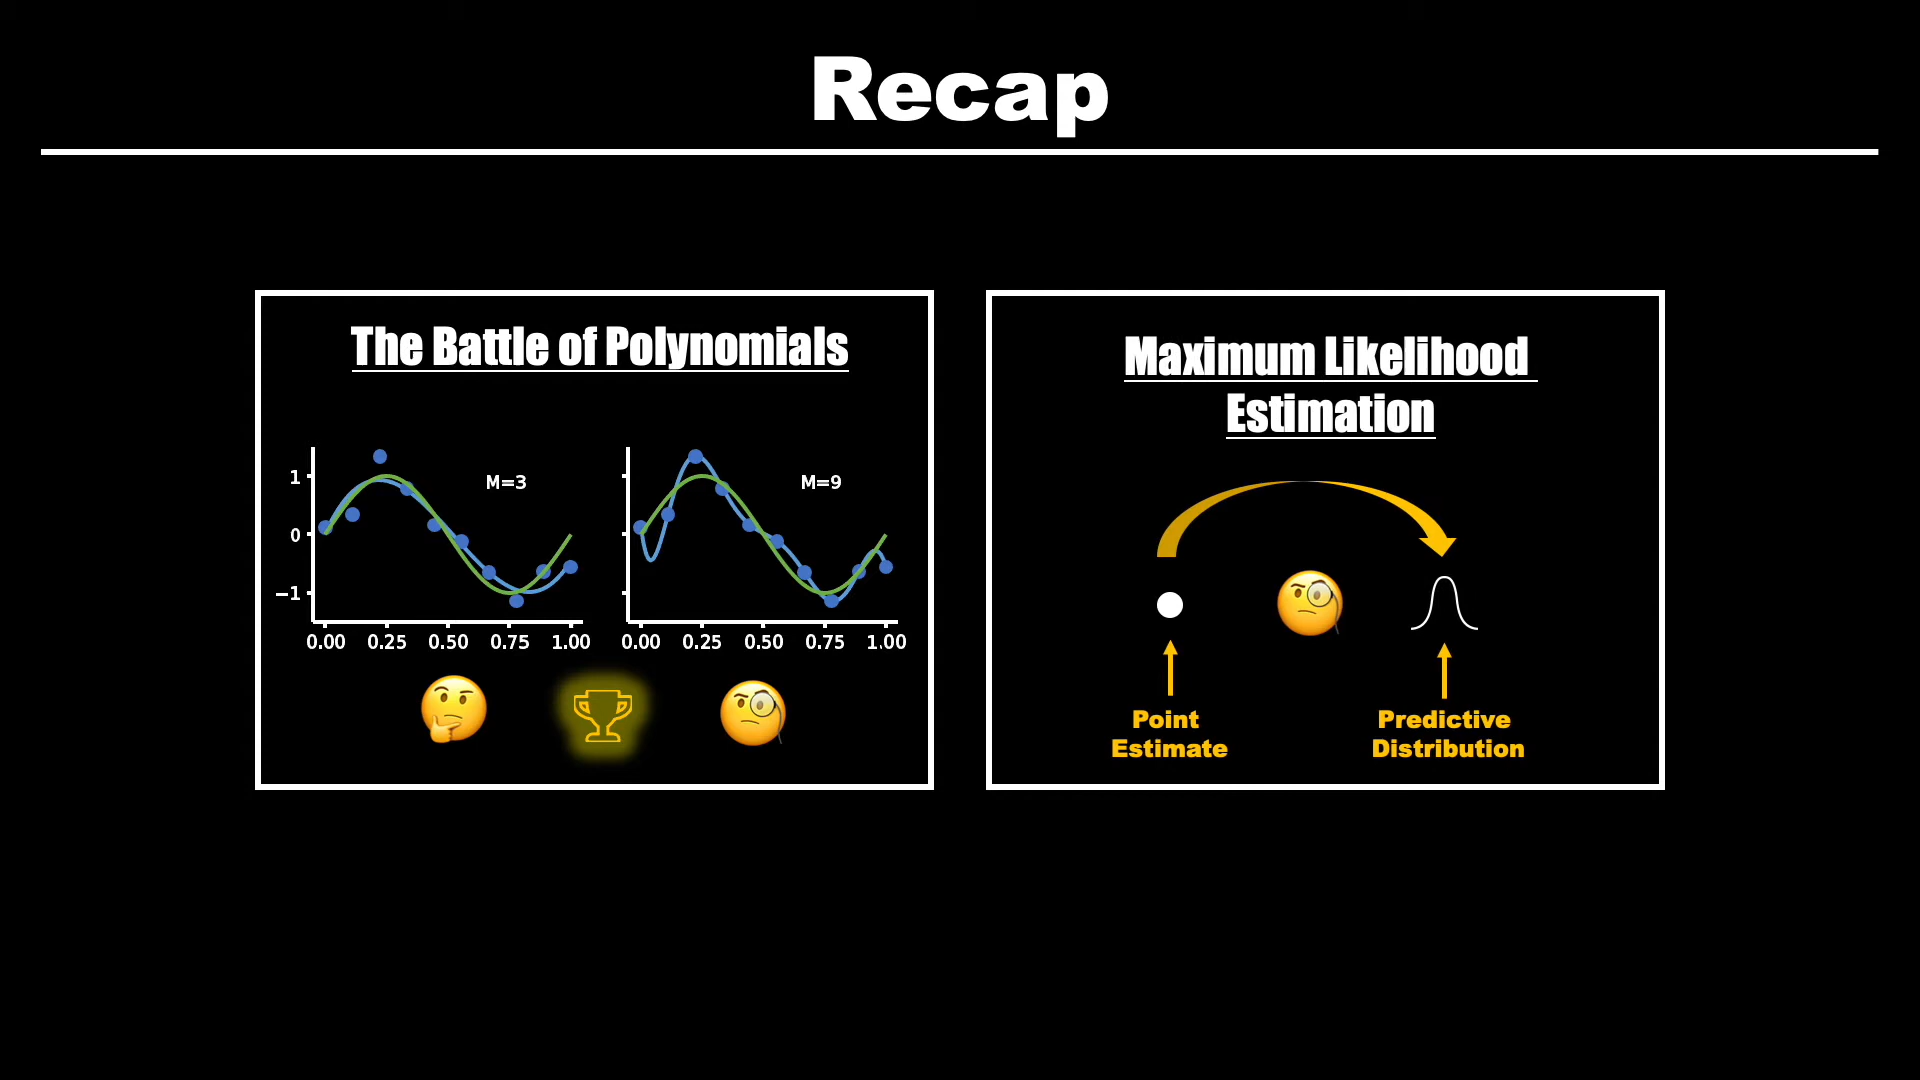 Recap
The Battle of Polynomials
M=3
M=9
1
0
−1
0.00 0.25 0.50 0.75 1.00
0.00 0.25 0.50 0.75 1.00
Maximum Likelihood
Estimation
Point
Estimate
Predictive
Distribution